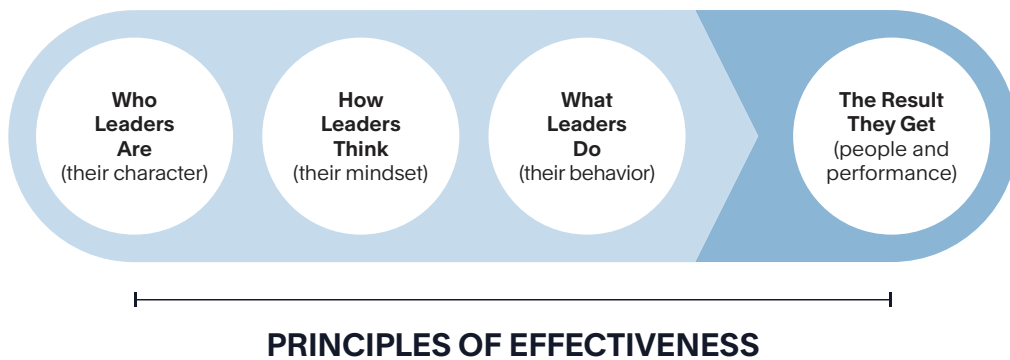 Who
Leaders
Are
(their character)
How
Leaders
Think
(their mindset)
What
Leaders
Do
(their behavior)
The Result
They Get
(people and
performance)
PRINCIPLES OF EFFECTIVENESS